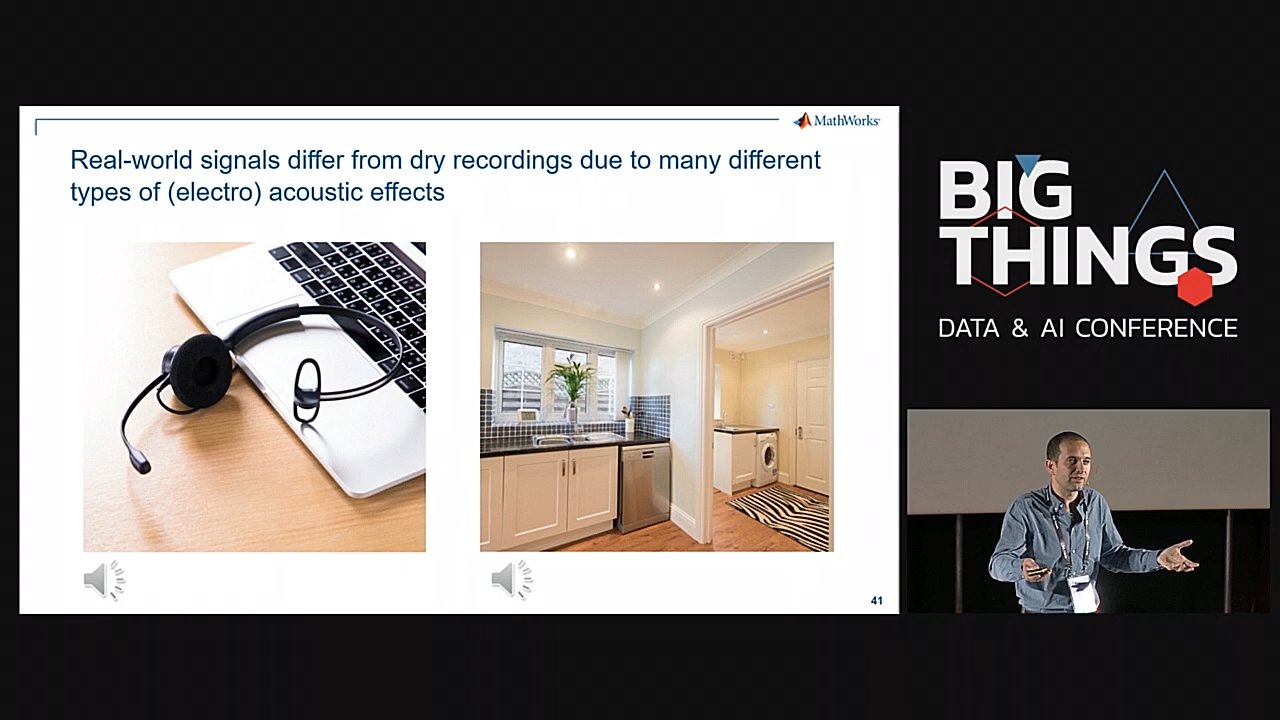 MathWorks
Real-world signals differ from dry recordings due to many different
types of (electro) acoustic effects
41
BIG
THINGS
DATA & AI CONFERENCE